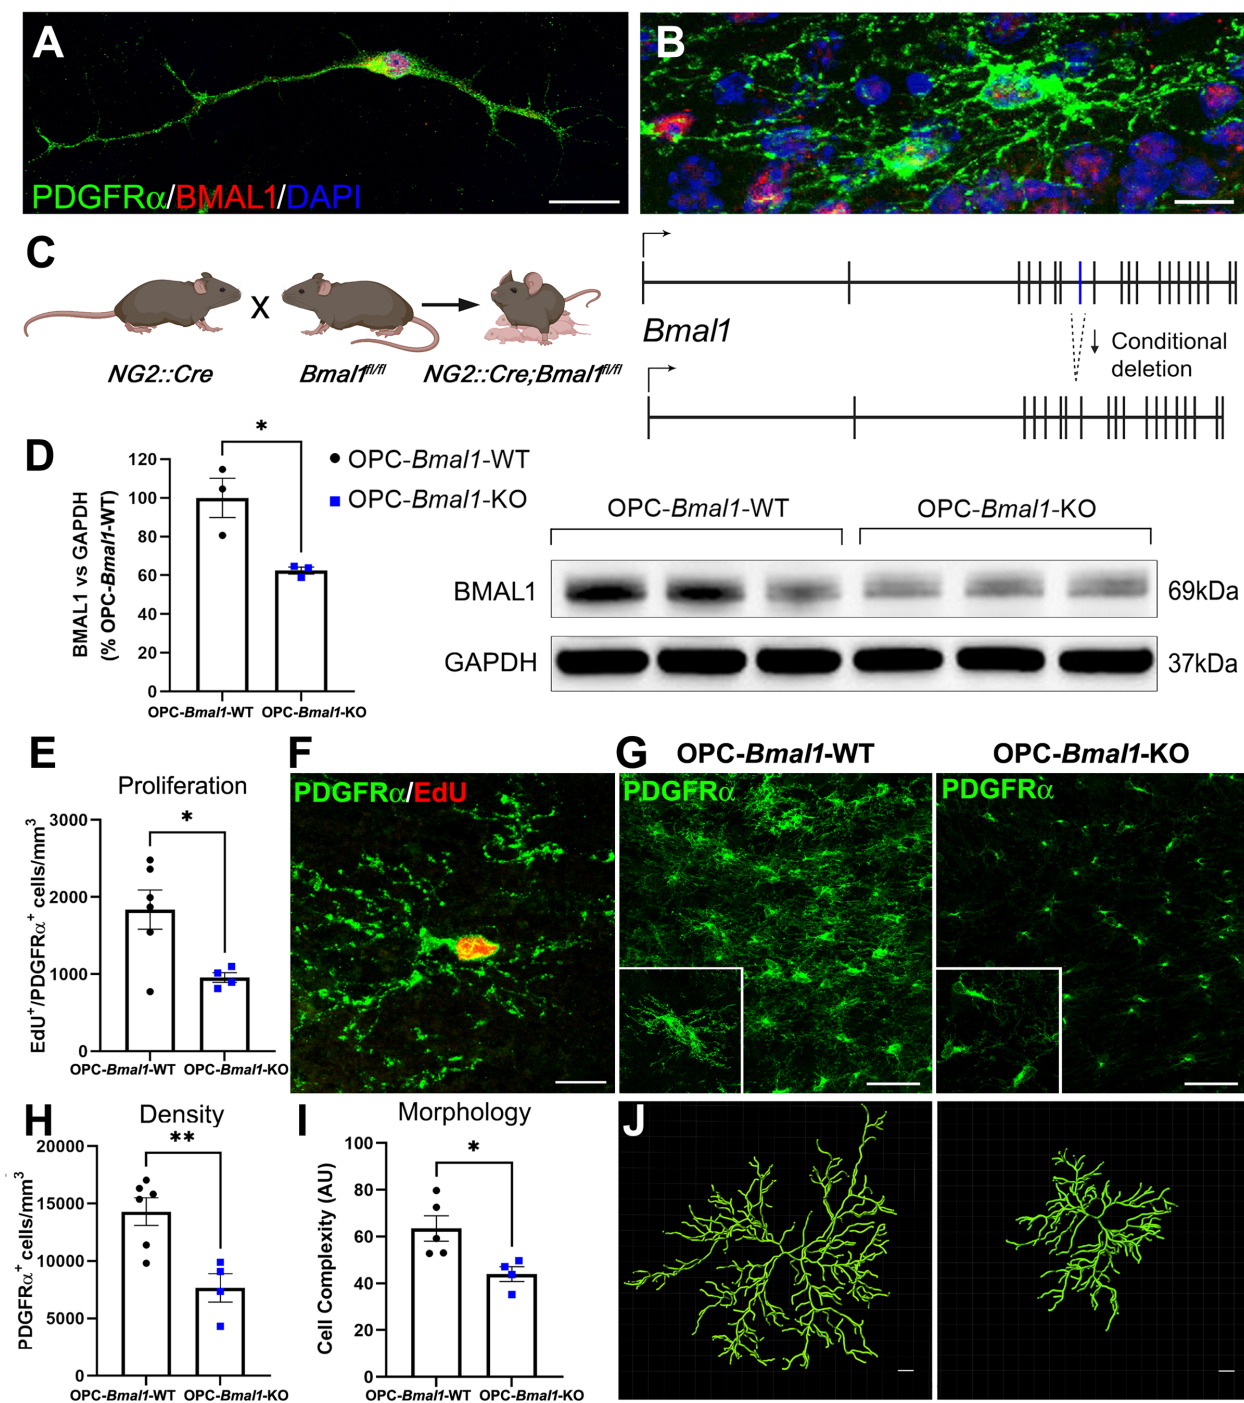 A
PDGFRα/BMAL1/DAPI
B
C
X
NG2::Cre
Bmal1fl/fl
NG2::Cre;Bmal1fl/fl
Bmal1
Conditional
deletion
D
*
BMAL1 vs GAPDH
(% OPC-Bmal1-WT)
120
100
80
60
40
20
0
OPC-Bmal1-WT
OPC-Bmal1-KO
OPC-Bmal1-WT
OPC-Bmal1-KO
OPC-Bmal1-WT
OPC-Bmal1-KO
BMAL1
69kDa
GAPDH
37kDa
E
Proliferation
*
EdU+/PDGFRα+ cells/mm3
3000
2000
1000
0
OPC-Bmal1-WT
OPC-Bmal1-KO
F
PDGFRα/EdU
G
OPC-Bmal1-WT
OPC-Bmal1-KO
PDGFRα
PDGFRα
H
Density
**
PDGFRα+ cells/mm3
20000
15000
10000
5000
0
OPC-Bmal1-WT
OPC-Bmal1-KO
I
Morphology
*
Cell Complexity (AU)
100
80
60
40
20
0
OPC-Bmal1-WT
OPC-Bmal1-KO
J